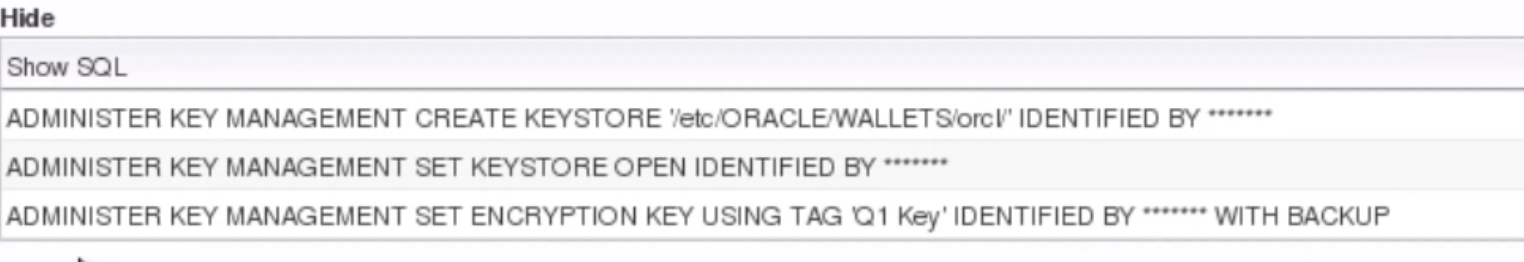 Hide
Show SQL
ADMINISTER KEY MANAGEMENT CREATE KEYSTORE '/etc/ORACLE/WALLETS/orcl/' IDENTIFIED BY *******
ADMINISTER KEY MANAGEMENT SET KEYSTORE OPEN IDENTIFIED BY *******
ADMINISTER KEY MANAGEMENT SET ENCRYPTION KEY USING TAG 'Q1 Key' IDENTIFIED BY ******* WITH BACKUP